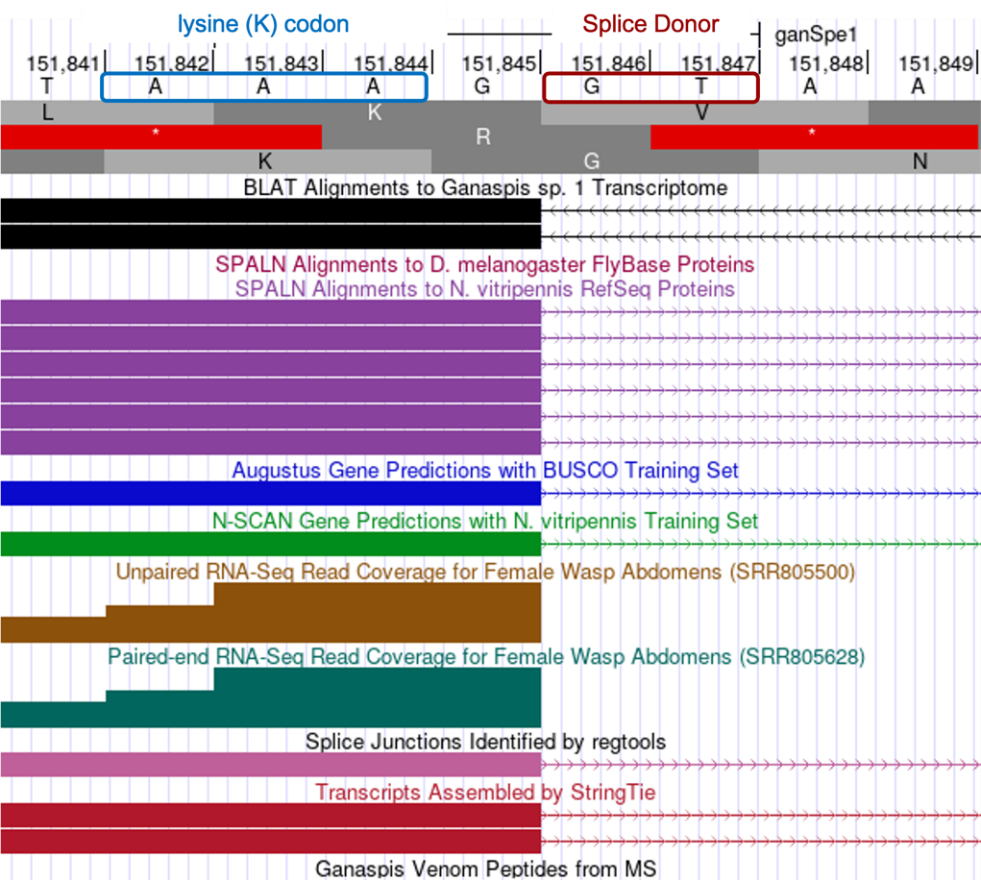 lysine (K) codon Splice Donor
ganSpe1
151,841| 151,842| 151,843| 151,844| 151,845| 151,846| 151,847| 151,848| 151,849|
T A A A G G T A A
L K V
* R *
K G N
BLAT Alignments to Ganaspis sp. 1 Transcriptome
SPALN Alignments to D. melanogaster FlyBase Proteins
SPALN Alignments to N. vitripennis RefSeq Proteins
Augustus Gene Predictions with BUSCO Training Set
N-SCAN Gene Predictions with N. vitripennis Training Set
Unpaired RNA-Seq Read Coverage for Female Wasp Abdomens (SRR805500)
Paired-end RNA-Seq Read Coverage for Female Wasp Abdomens (SRR805628)
Splice Junctions Identified by regtools
Transcripts Assembled by StringTie
Ganaspis Venom Peptides from MS